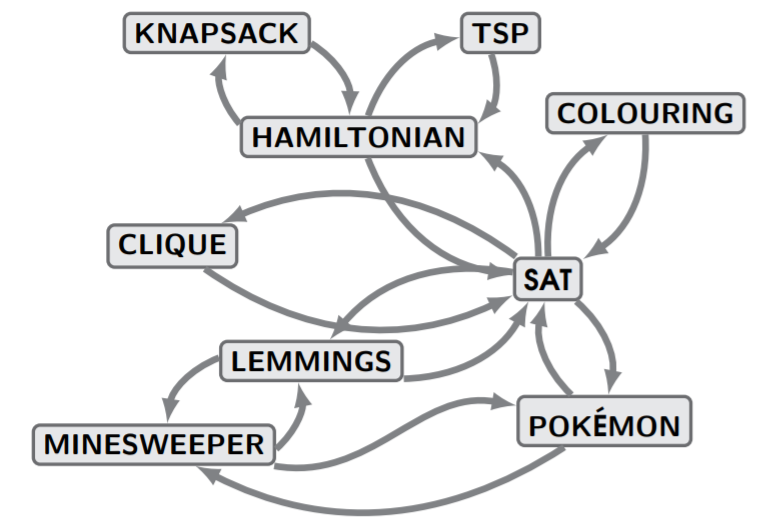 KNAPSACK
TSP
COLOURING
HAMILTONIAN
CLIQUE
SAT
LEMMINGS
POKÉMON
MINESWEEPER